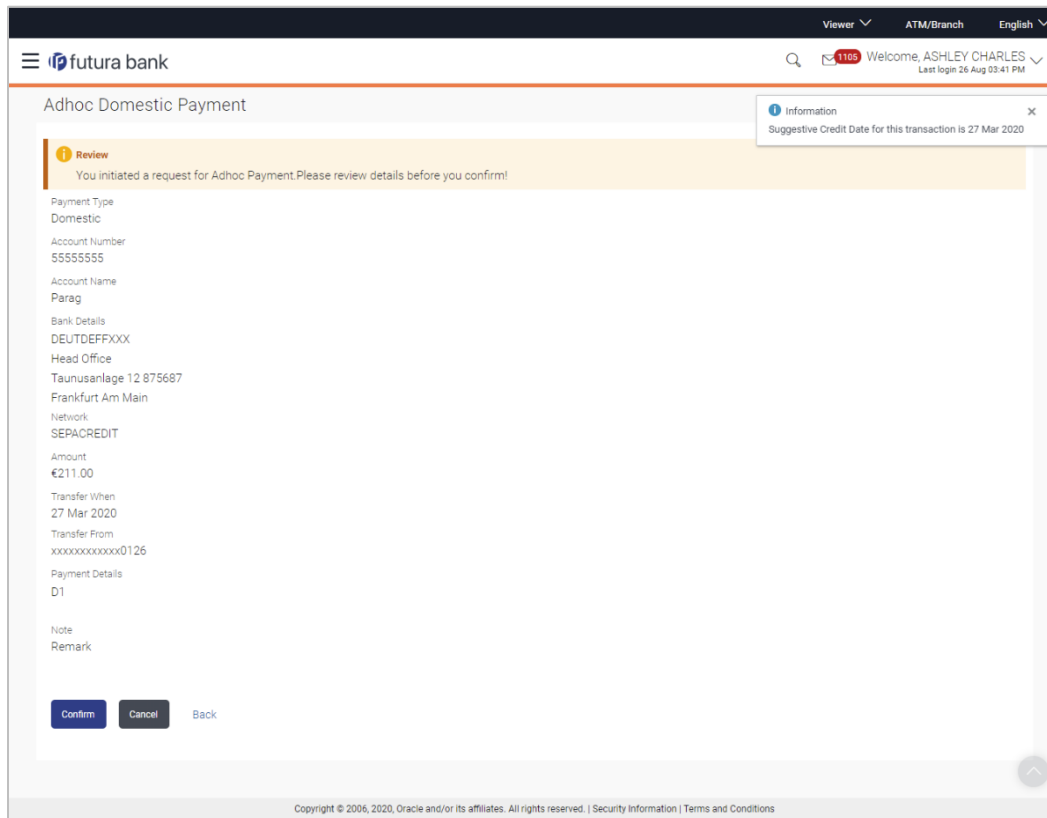 Viewer ATM/Branch English
futura bank
1105 Welcome, ASHLEY CHARLES
Last login 26 Aug 03:41 PM
Adhoc Domestic Payment
Information
Suggestive Credit Date for this transaction is 27 Mar 2020
Review
You initiated a request for Adhoc Payment.Please review details before you confirm!
Payment Type
Domestic
Account Number
55555555
Account Name
Parag
Bank Details
DEUTDEFFXXX
Head Office
Taunusanlage 12 875687
Frankfurt Am Main
Network
SEPACREDIT
Amount
€211.00
Transfer When
27 Mar 2020
Transfer From
xxxxxxxxxxxx0126
Payment Details
D1
Note
Remark
Confirm Cancel Back
Copyright © 2006, 2020, Oracle and/or its affiliates. All rights reserved. | Security Information | Terms and Conditions